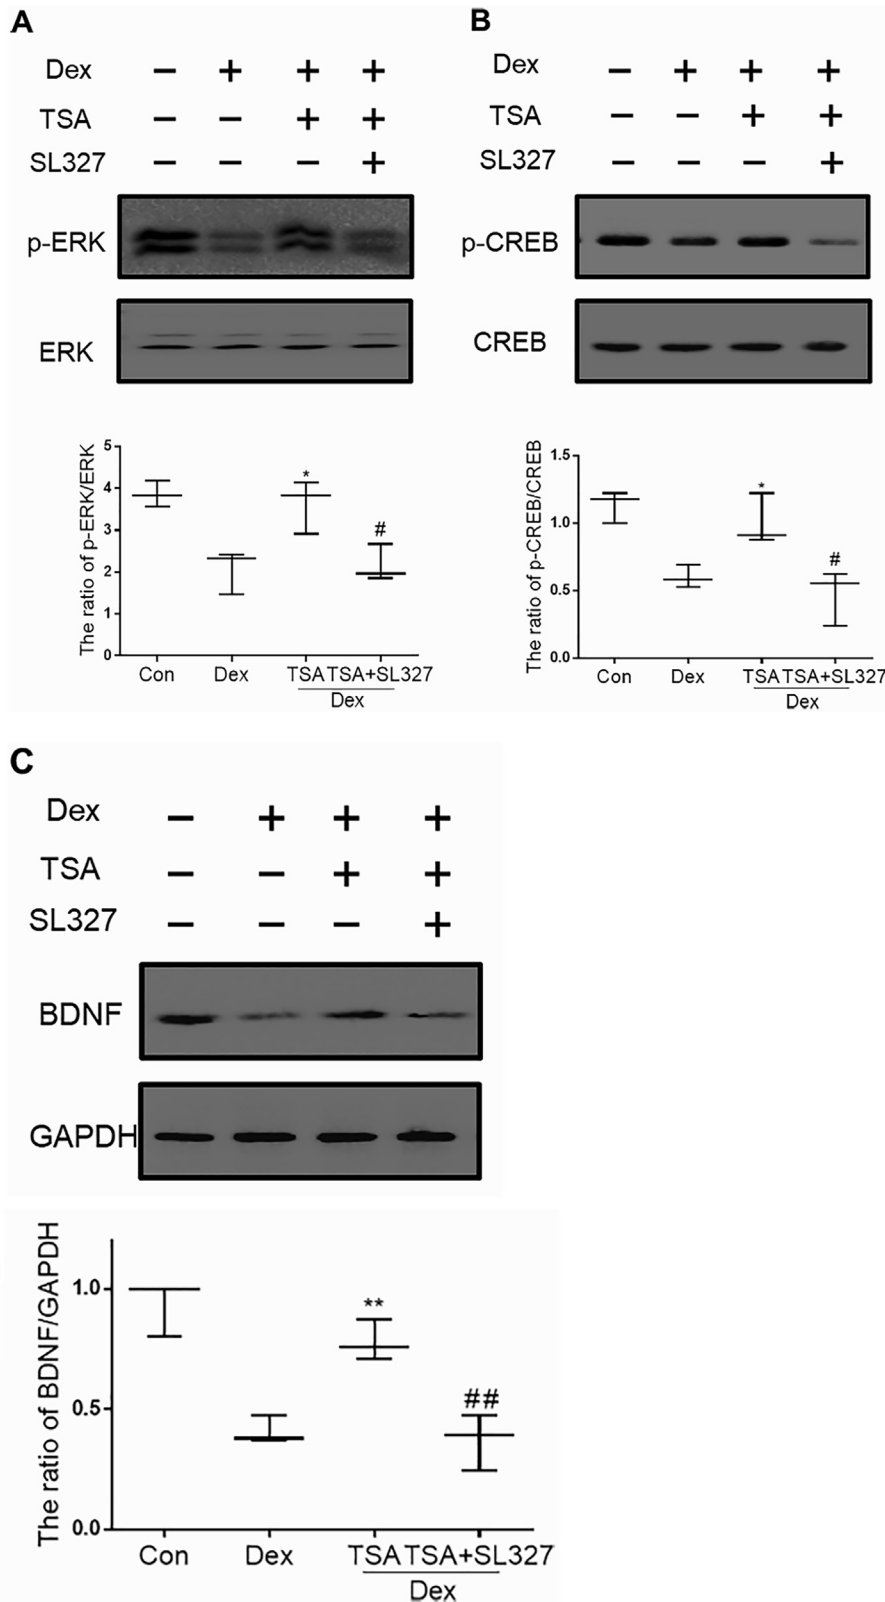 A
Dex − + + +
TSA − − + +
SL327 − − − +
p-ERK
ERK
The ratio of p-ERK/ERK
5
4
3
2
1
0
*
#
Con Dex TSA TSA+SL327
Dex
B
Dex − + + +
TSA − − + +
SL327 − − − +
p-CREB
CREB
The ratio of p-CREB/CREB
1.5
1.0
0.5
0.0
*
#
Con Dex TSA TSA+SL327
Dex
C
Dex − + + +
TSA − − + +
SL327 − − − +
BDNF
GAPDH
The ratio of BDNF/GAPDH
1.0
0.5
0.0
**
##
Con Dex TSA TSA+SL327
Dex